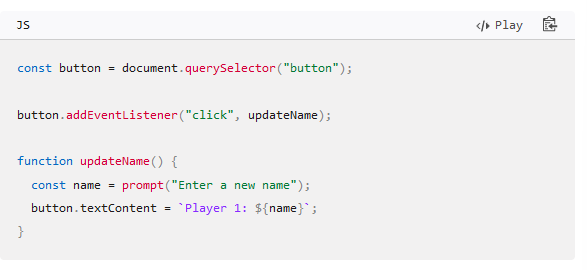 JS
Play
const button = document.querySelector("button");
button.addEventListener("click", updateName);
function updateName() {
  const name = prompt("Enter a new name");
  button.textContent = `Player 1: ${name}`;
}